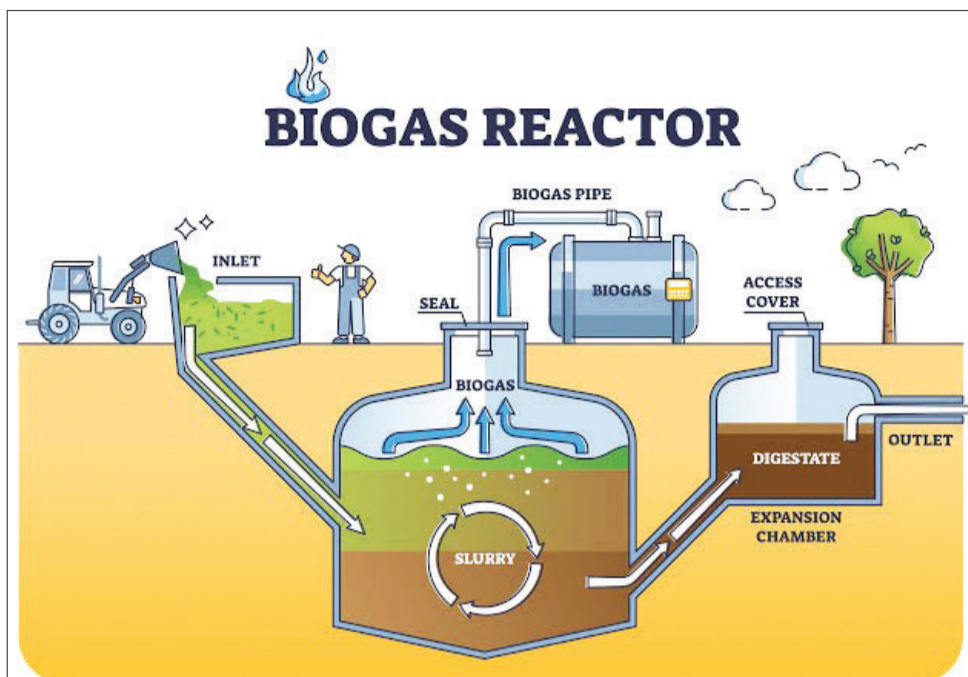 BIOGAS REACTOR
BIOGAS PIPE
INLET
BIOGAS
ACCESS
COVER
SEAL
BIOGAS
OUTLET
DIGESTATE
EXPANSION
CHAMBER
SLURRY